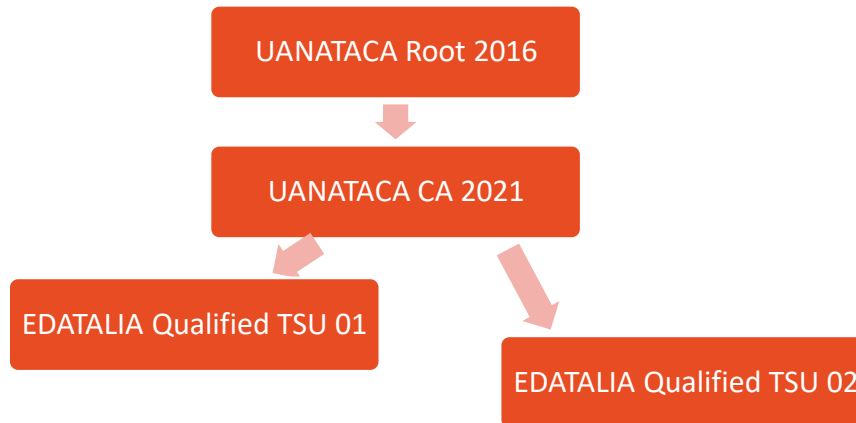 UANATACA Root 2016
UANATACA CA 2021
EDATALIA Qualified TSU 01
EDATALIA Qualified TSU 02